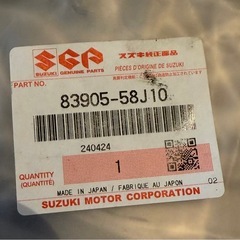 SGP
スズキ純正部品
SUZUKI
GENUINE PARTS
PIÈCES D'ORIGINE DE SUZUKI
PART NO.
83905-58J10
240424
QUANTITY
(QUANTITÉ)
1
MADE IN JAPAN / FABRIQUE AU JAPON
02
SUZUKI MOTOR CORPORATION